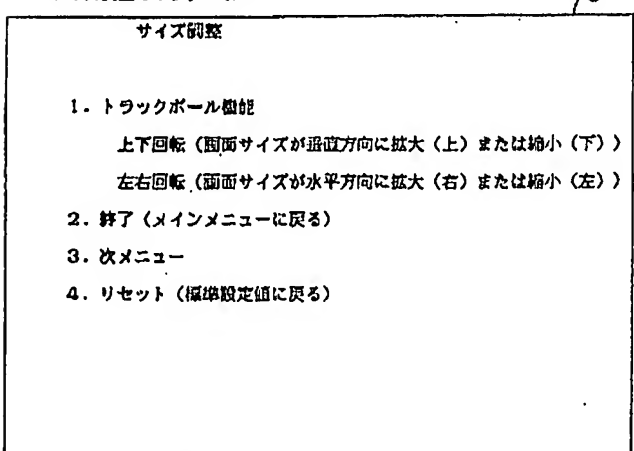 サイズ調整
1. トラックボール機能
上下回転（画面サイズが垂直方向に拡大（上）または縮小（下））
左右回転（画面サイズが水平方向に拡大（右）または縮小（左））
2. 終了（メインメニューに戻る）
3. 次メニュー
4. リセット（標準設定値に戻る）